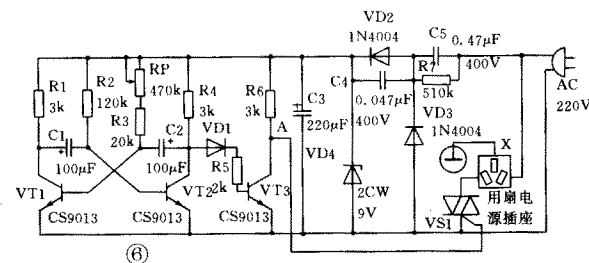 VD2
1N4004
C5
0.47μF
400V
R1
3k
R2
120k
RP
470k
R4
3k
R6
3k
C4
R7
510k
AC
220V
R3
20k
C3
220μF
0.047μF
400V
VD3
1N4004
C1
100μF
C2
100μF
VD1
A
VD4
X
R5
2k
VT1
VT2
VT3
2CW
9V
用扇电
源插座
VS1
CS9013
CS9013
CS9013
⑥